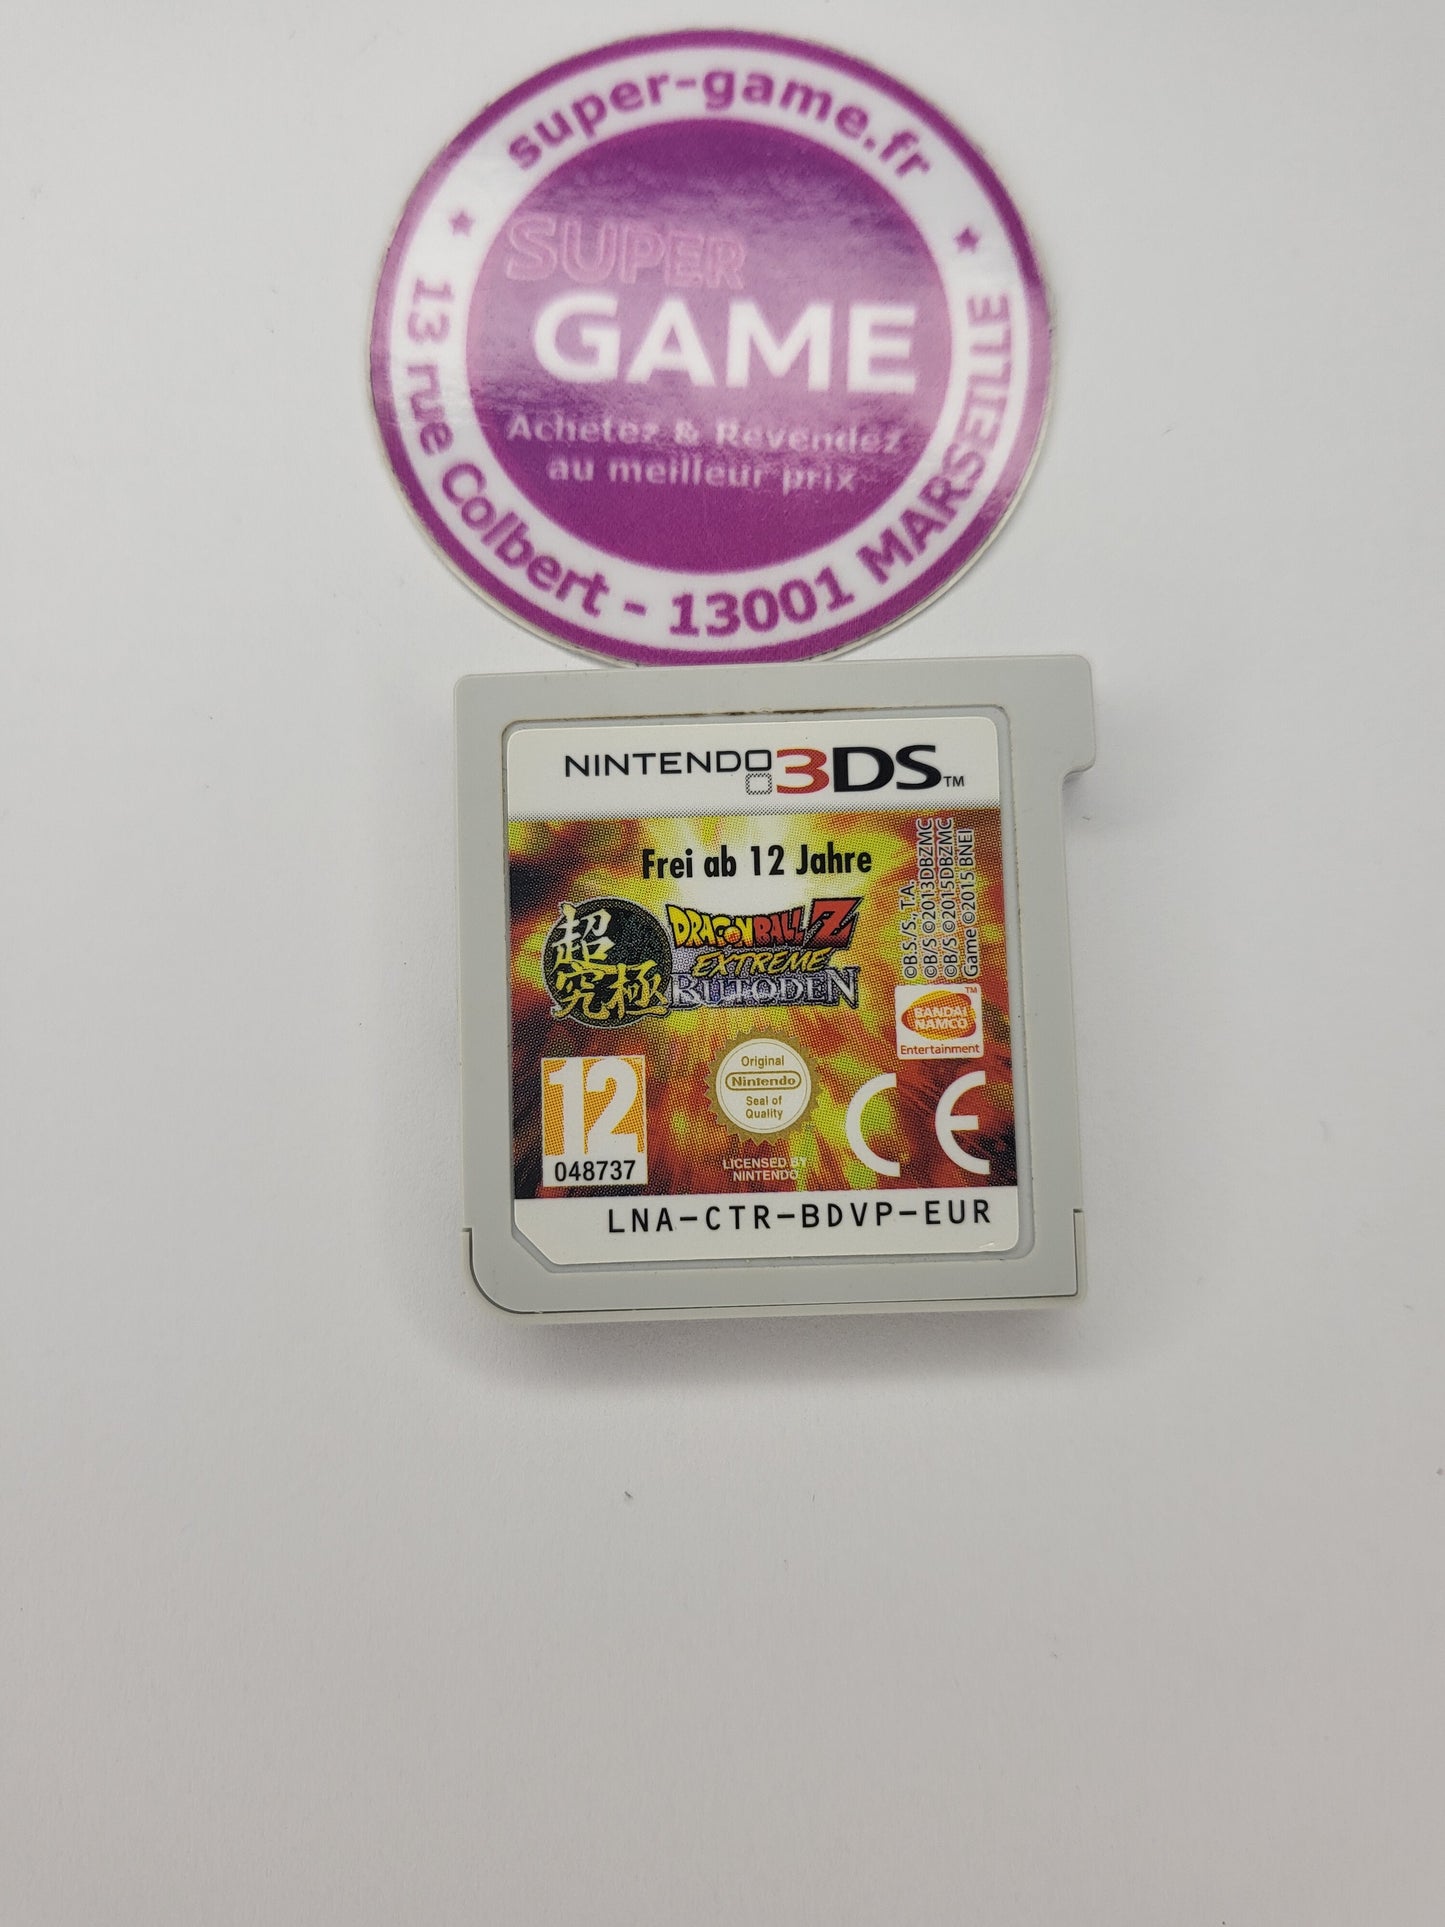 super-game.fr
SUPER
GAME
Achetez & Revendez
au meilleur prix
13 rue Colbert - 13001 MARSEILLE
NINTENDO 3DS™
Frei ab 12 Jahre
超
究極
DRAGON BALL Z
EXTREME
BUTODEN
©B.S./S., T.A.
©B/S ©2013DBZMC
©B/S ©2015DBZMC
Game ©2015 BNEI
BANDAI
NAMCO
™
Entertainment
12
048737
Original
Nintendo
Seal of
Quality
LICENSED BY
NINTENDO
CE
LNA-CTR-BDVP-EUR